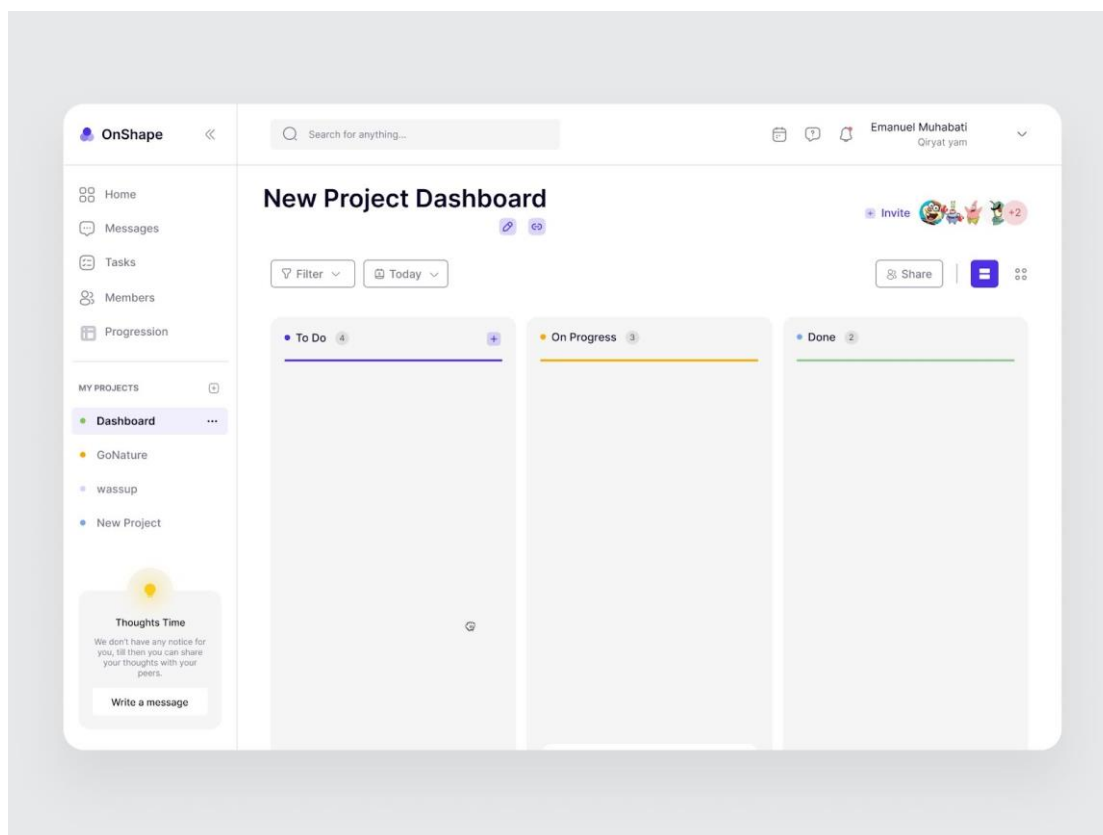 OnShape
Search for anything...
Emanuel Muhabati
Qiryat yam
Home
Messages
Tasks
Members
Progression
MY PROJECTS
Dashboard
GoNature
wassup
New Project
Thoughts Time
We don't have any notice for
you, till then you can share
your thoughts with your
peers.
Write a message
New Project Dashboard
Invite
+2
Filter
Today
Share
To Do 4
On Progress 3
Done 2